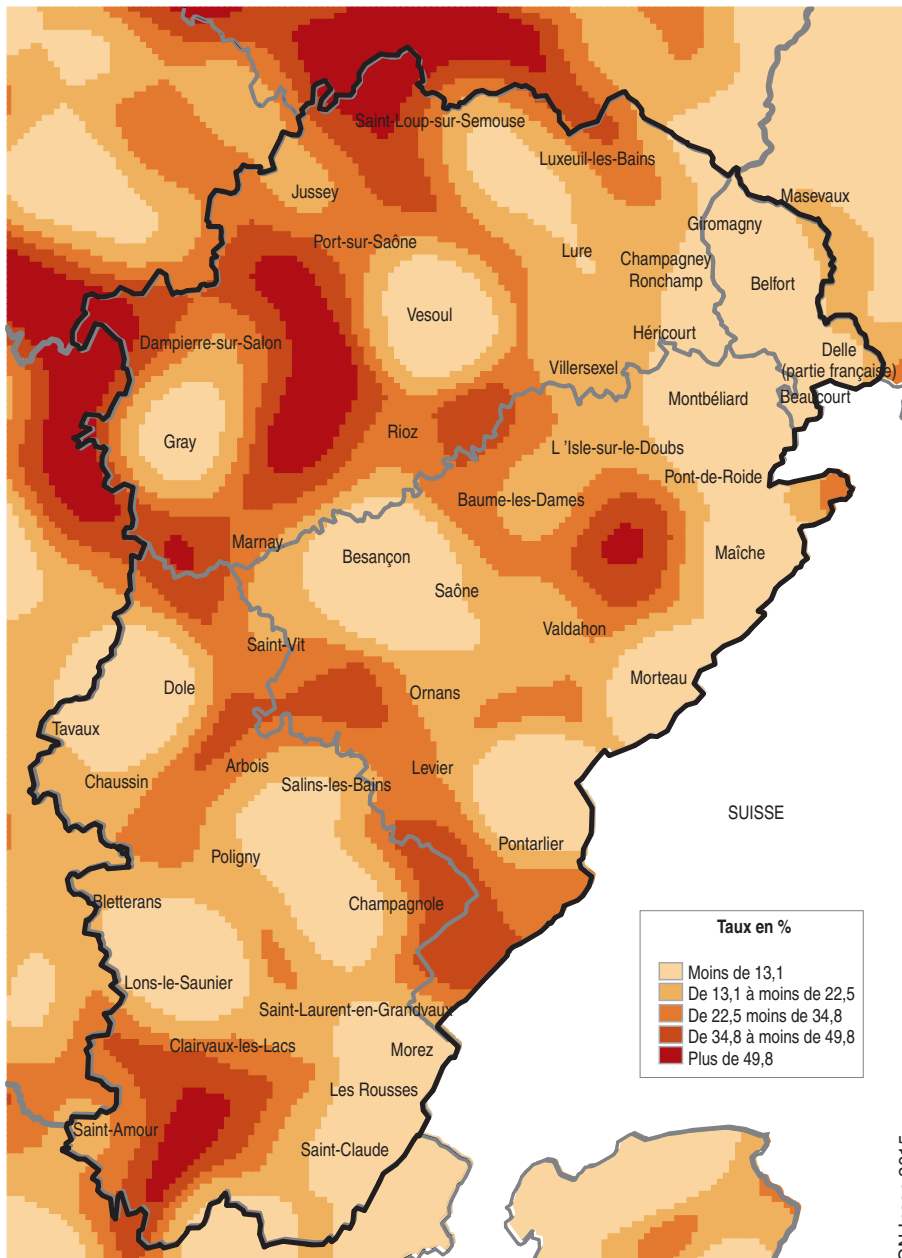 Saint-Loup-sur-Semouse
Luxeuil-les-Bains
Jussey
Masevaux
Giromagny
Port-sur-Saône
Lure
Champagney
Ronchamp
Belfort
Vesoul
Dampierre-sur-Salon
Héricourt
Delle
(partie française)
Villersexel
Montbéliard
Beaucourt
Rioz
Gray
L 'Isle-sur-le-Doubs
Pont-de-Roide
Baume-les-Dames
Marnay
Besançon
Maîche
Saône
Valdahon
Saint-Vit
Morteau
Dole
Ornans
Tavaux
Arbois
Levier
Chaussin
Salins-les-Bains
SUISSE
Pontarlier
Poligny
Bletterans
Champagnole
Taux en %
Moins de 13,1
De 13,1 à moins de 22,5
De 22,5 moins de 34,8
De 34,8 à moins de 49,8
Plus de 49,8
Lons-le-Saunier
Saint-Laurent-en-Grandvaux
Clairvaux-les-Lacs
Morez
Les Rousses
Saint-Amour
Saint-Claude
2015